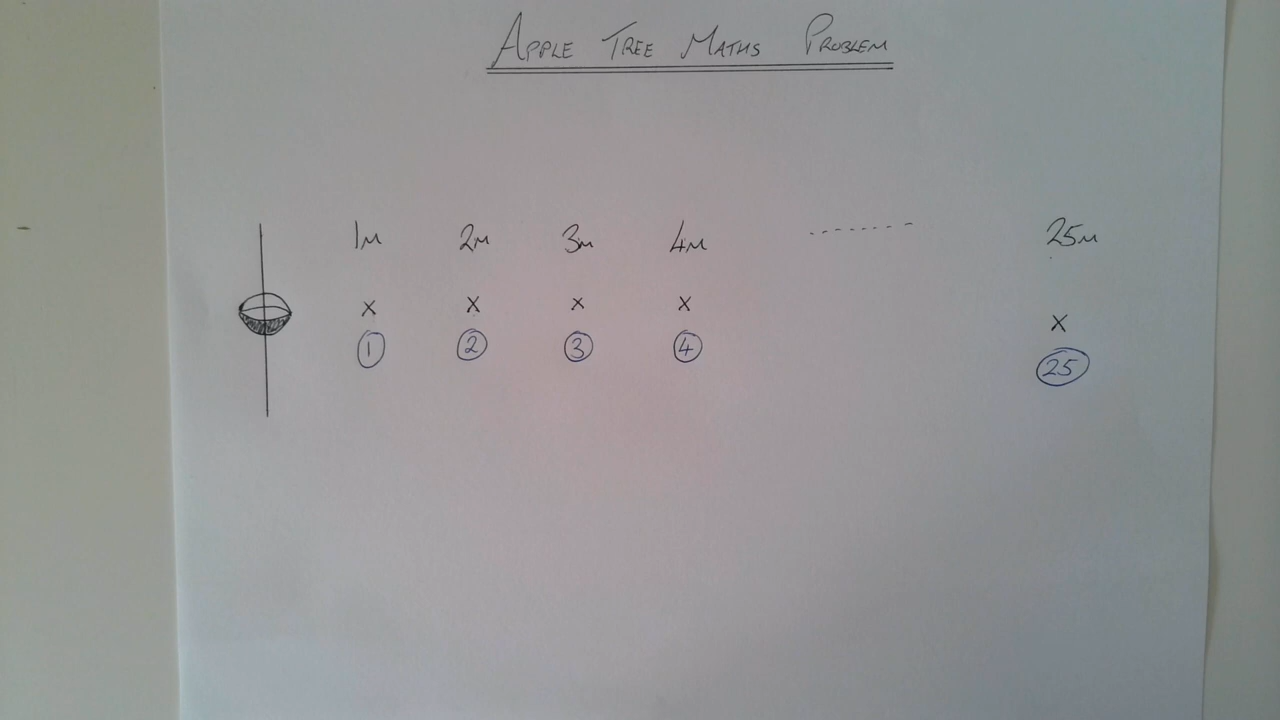 Apple Tree Maths Problem
1m 2m 3m 4m ........ 25m
x x x x x
1 2 3 4 25